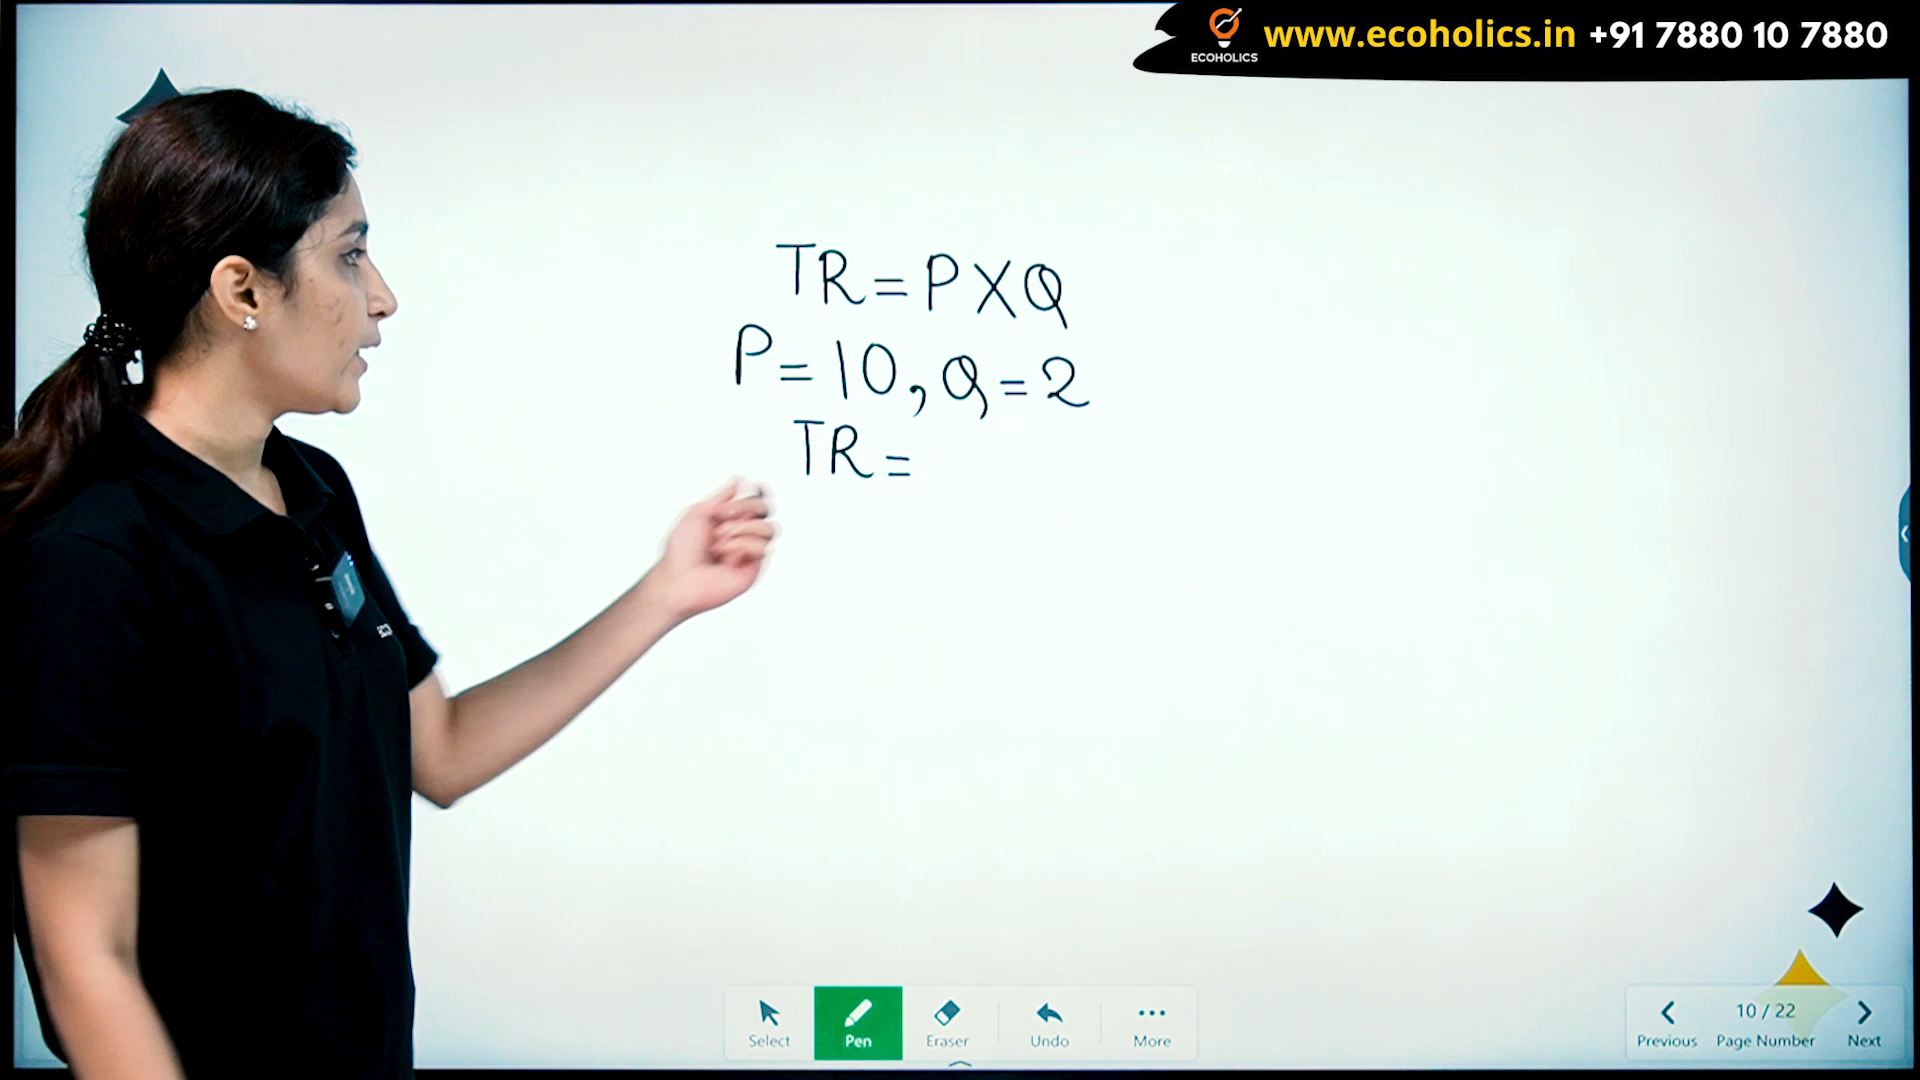 www.ecoholics.in +91 7880 10 7880
ECOHOLICS
TR = P X Q
P = 10, Q = 2
TR =
Select
Pen
Eraser
Undo
More
10 / 22
Previous
Page Number
Next